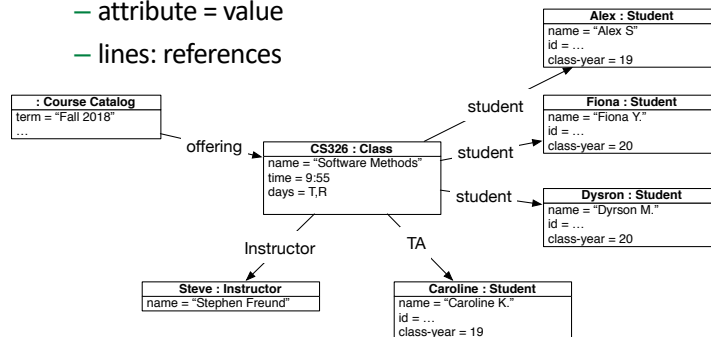 – attribute = value
– lines: references
Alex : Student
name = “Alex S”
id = …
class-year = 19
: Course Catalog
term = “Fall 2018”
…
offering
student
Fiona : Student
name = “Fiona Y.”
id = …
class-year = 20
CS326 : Class
name = “Software Methods”
time = 9:55
days = T,R
student
student
Dysron : Student
name = “Dyrson M.”
id = …
class-year = 20
Instructor
TA
Steve : Instructor
name = “Stephen Freund”
Caroline : Student
name = “Caroline K.”
id = …
class-year = 19